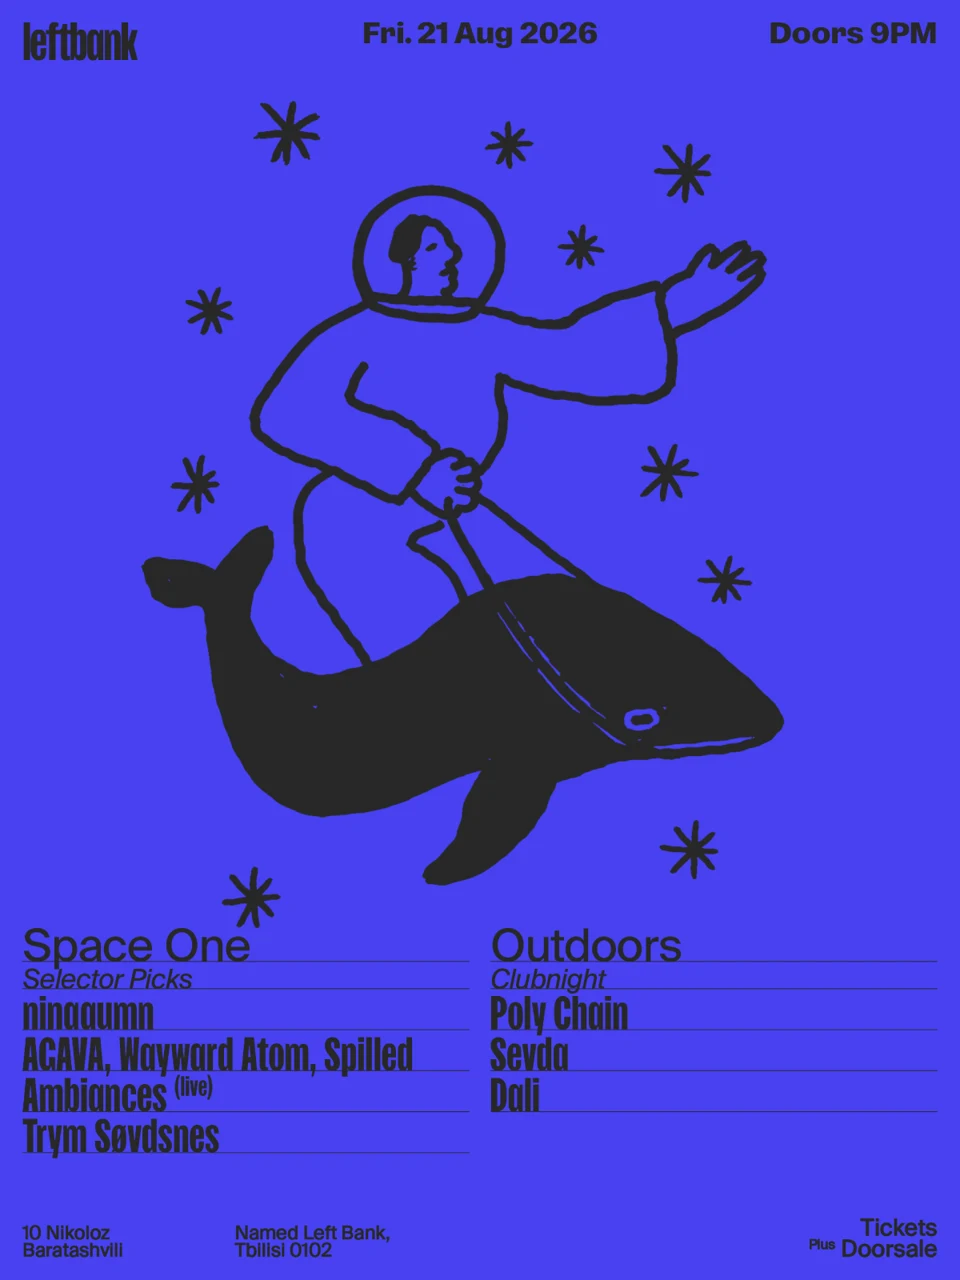 leftbank
Fri. 21 Aug 2026
Doors 9PM
Space One
Selector Picks
ninaaumn
AGAVA, Wayward Atom, Spilled
Ambiances (live)
Trym Søvdsnes
Outdoors
Clubnight
Poly Chain
Sevda
Dali
10 Nikoloz
Baratashvili
Named Left Bank,
Tbilisi 0102
Tickets
Plus Doorsale